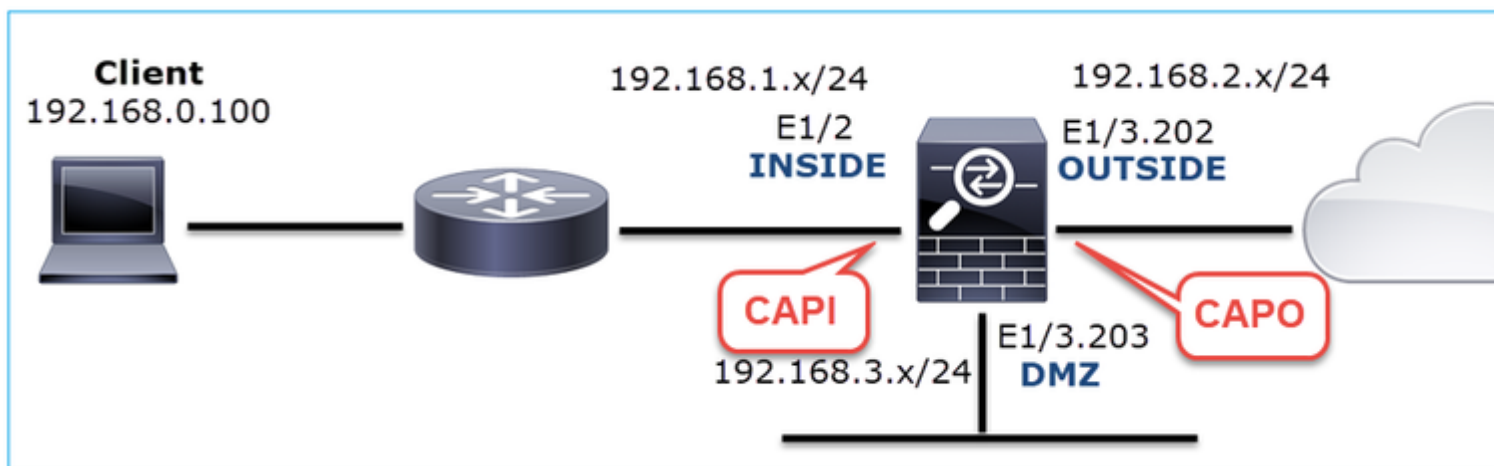 Client
192.168.0.100
192.168.1.x/24
E1/2
INSIDE
192.168.2.x/24
E1/3.202
OUTSIDE
CAPI
CAPO
E1/3.203
192.168.3.x/24
DMZ